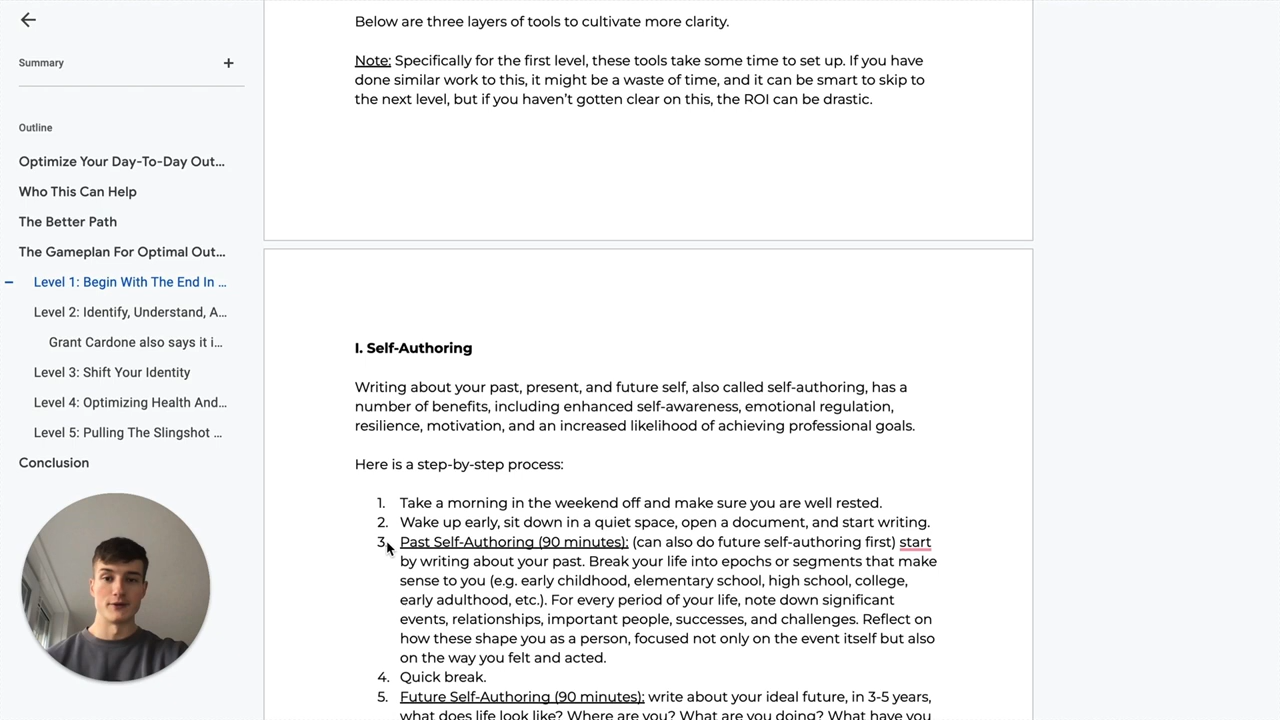 Summary
+
Outline
Optimize Your Day-To-Day Out...
Who This Can Help
The Better Path
The Gameplan For Optimal Out...
Level 1: Begin With The End In ...
Level 2: Identify, Understand, A...
Grant Cardone also says it i...
Level 3: Shift Your Identity
Level 4: Optimizing Health And...
Level 5: Pulling The Slingshot ...
Conclusion
Below are three layers of tools to cultivate more clarity.
Note: Specifically for the first level, these tools take some time to set up. If you have
done similar work to this, it might be a waste of time, and it can be smart to skip to
the next level, but if you haven’t gotten clear on this, the ROI can be drastic.
I. Self-Authoring
Writing about your past, present, and future self, also called self-authoring, has a
number of benefits, including enhanced self-awareness, emotional regulation,
resilience, motivation, and an increased likelihood of achieving professional goals.
Here is a step-by-step process:
1. Take a morning in the weekend off and make sure you are well rested.
2. Wake up early, sit down in a quiet space, open a document, and start writing.
3. Past Self-Authoring (90 minutes): (can also do future self-authoring first) start
by writing about your past. Break your life into epochs or segments that make
sense to you (e.g. early childhood, elementary school, high school, college,
early adulthood, etc.). For every period of your life, note down significant
events, relationships, important people, successes, and challenges. Reflect on
how these shape you as a person, focused not only on the event itself but also
on the way you felt and acted.
4. Quick break.
5. Future Self-Authoring (90 minutes): write about your ideal future, in 3-5 years,
what does life look like? Where are you? What are you doing? What have you